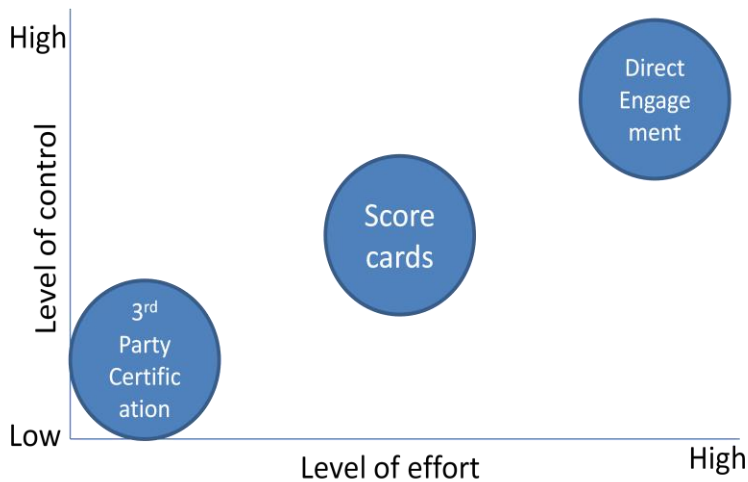 High
Level of control
Low
Direct
Engage
ment
Score
cards
3rd
Party
Certific
ation
Level of effort
High